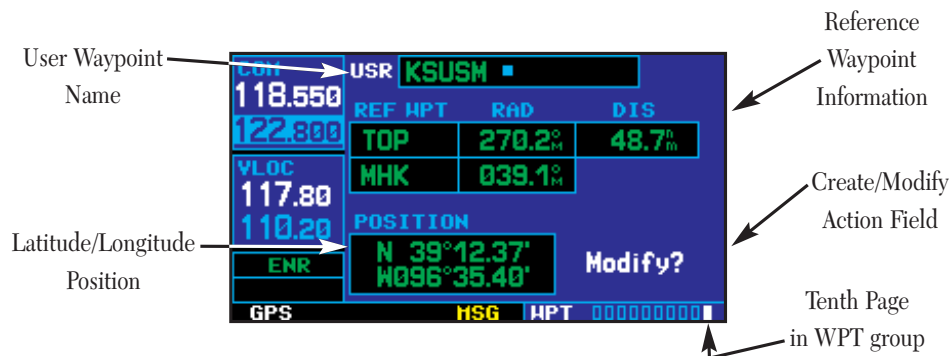 User Waypoint
Name
Latitude/Longitude
Position
COM
118.550
122.800
VLOC
117.80
110.20
ENR
GPS
USR KSUSM
REF WPT RAD DIS
TOP 270.2°M 48.7nm
MHK 039.1°M
POSITION
N 39°12.37'
W096°35.40'
Modify?
MSG WPT
Reference
Waypoint
Information
Create/Modify
Action Field
Tenth Page
in WPT group